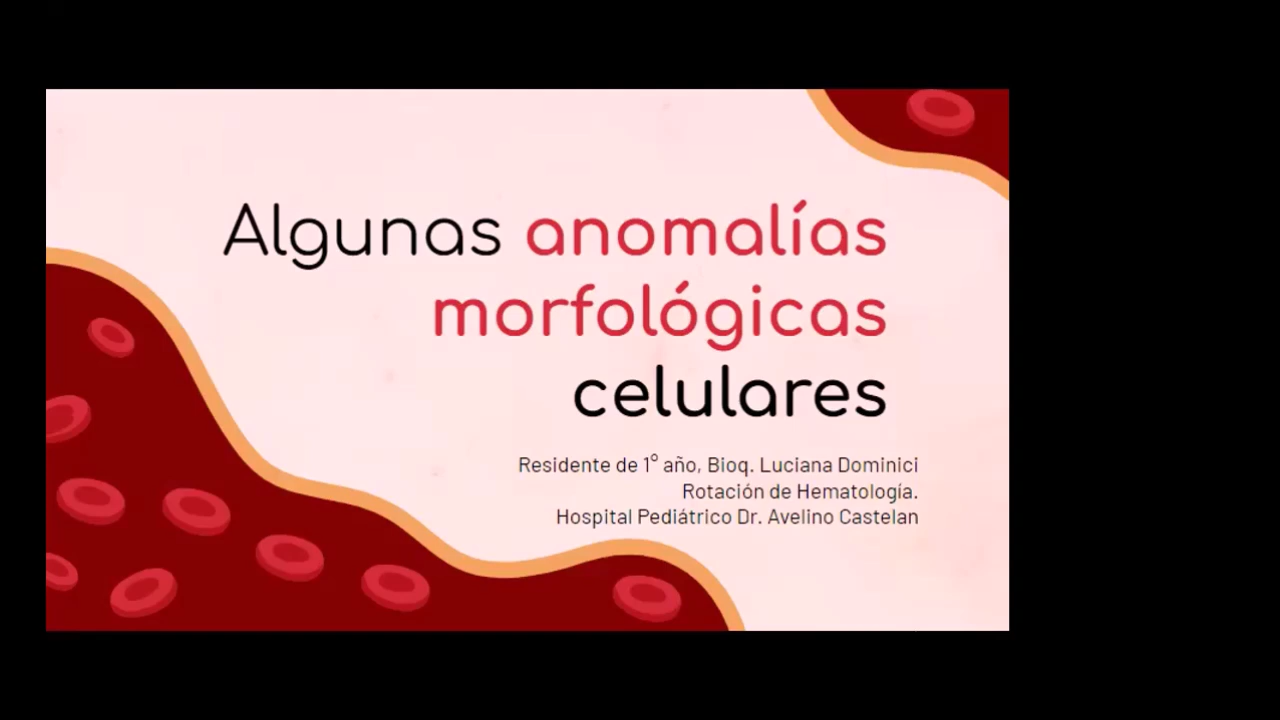 Algunas anomalías
morfológicas
celulares
Residente de 1° año, Bioq. Luciana Dominici
Rotación de Hematología.
Hospital Pediátrico Dr. Avelino Castelan